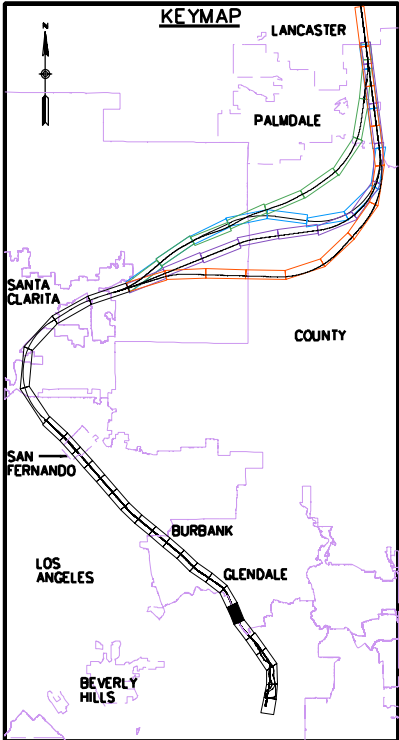 KEYMAP
N
LANCASTER
PALMDALE
SANTA
CLARITA
COUNTY
SAN
FERNANDO
BURBANK
LOS
ANGELES
GLENDALE
BEVERLY
HILLS